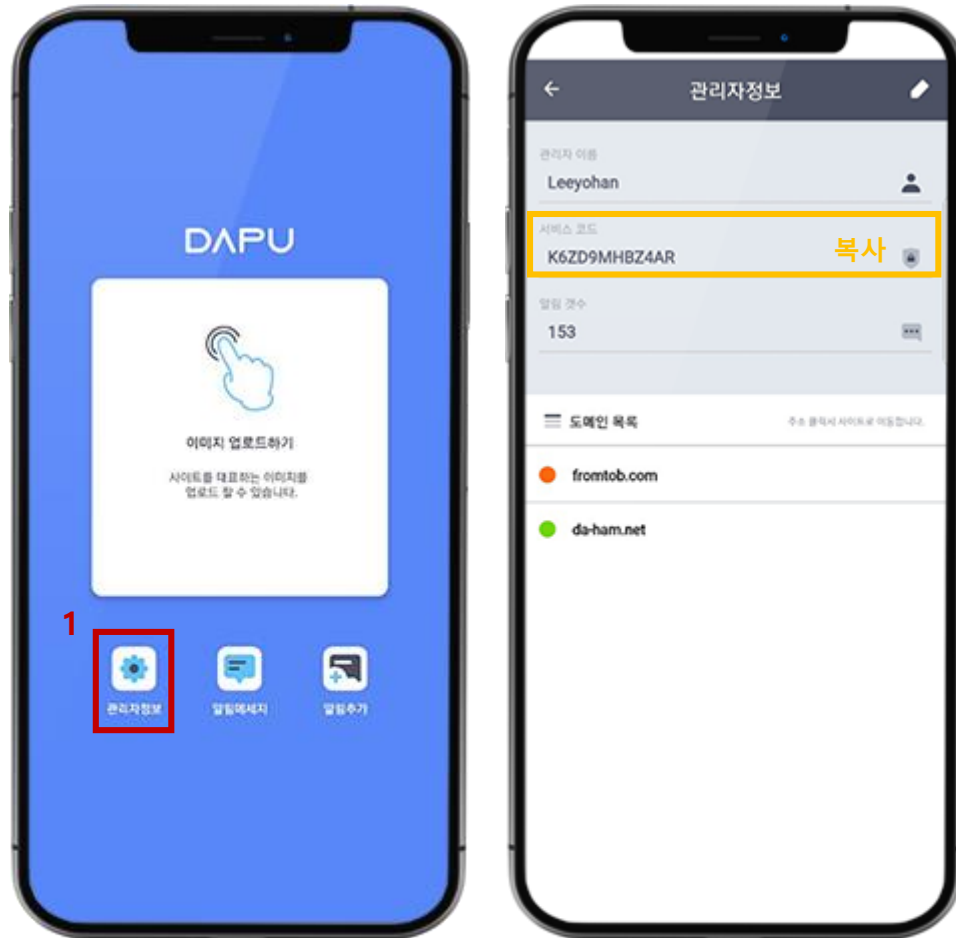 DAPU
이미지 업로드하기
사이트를 대표하는 이미지를
업로드 할 수 있습니다.
1
관리자정보
알림메세지
알림추가
관리자정보
관리자 이름
Leeyohan
서비스 코드
K6ZD9MHBZ4AR
복사
알림 갯수
153
도메인 목록
주소 클릭시 사이트로 이동합니다.
fromtob.com
da-ham.net